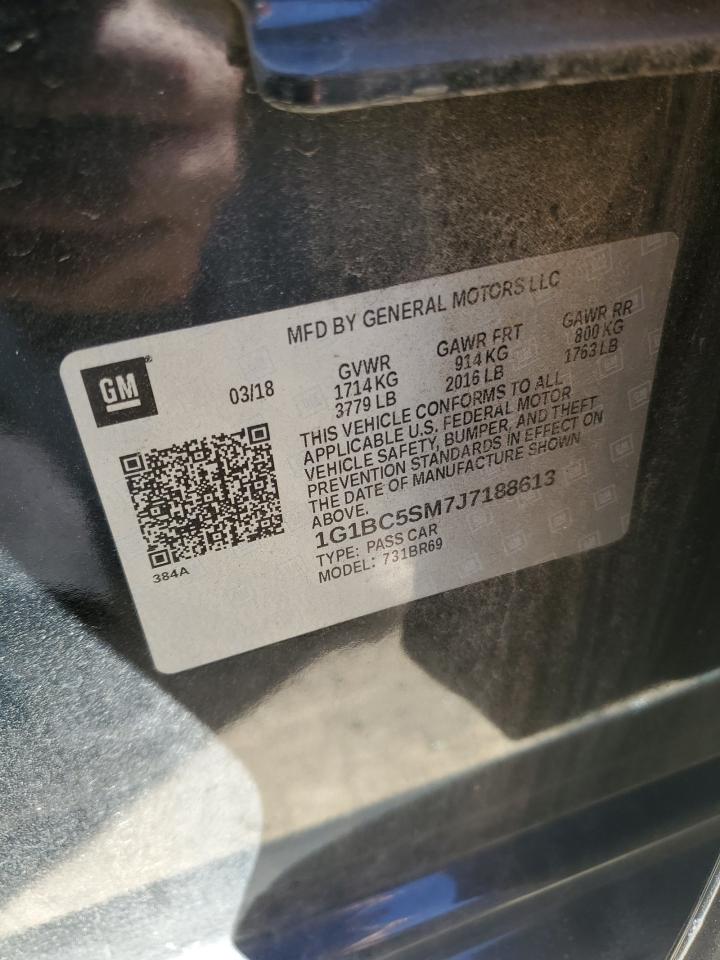 MFD BY GENERAL MOTORS LLC
GM
®
03/18
GVWR
1714 KG
3779 LB
GAWR FRT
914 KG
2016 LB
GAWR RR
800 KG
1763 LB
THIS VEHICLE CONFORMS TO ALL
APPLICABLE U.S. FEDERAL MOTOR
VEHICLE SAFETY, BUMPER, AND THEFT
PREVENTION STANDARDS IN EFFECT ON
THE DATE OF MANUFACTURE SHOWN
ABOVE.
1G1BC5SM7J7188613
TYPE: PASS CAR
MODEL: 731BR69
384A